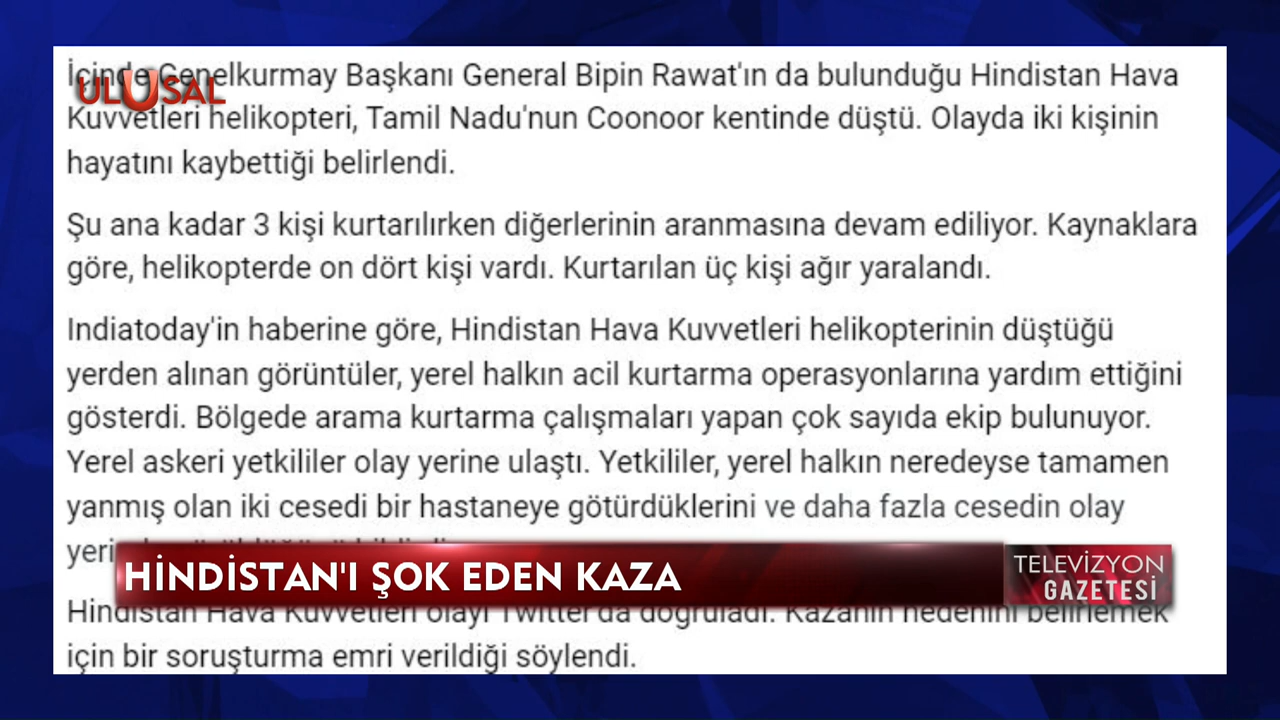 İçinde Genelkurmay Başkanı General Bipin Rawat'ın da bulunduğu Hindistan Hava
ULUSAL
Kuvvetleri helikopteri, Tamil Nadu'nun Coonoor kentinde düştü. Olayda iki kişinin
hayatını kaybettiği belirlendi.
Şu ana kadar 3 kişi kurtarılırken diğerlerinin aranmasına devam ediliyor. Kaynaklara
göre, helikopterde on dört kişi vardı. Kurtarılan üç kişi ağır yaralandı.
Indiatoday'in haberine göre, Hindistan Hava Kuvvetleri helikopterinin düştüğü
yerden alınan görüntüler, yerel halkın acil kurtarma operasyonlarına yardım ettiğini
gösterdi. Bölgede arama kurtarma çalışmaları yapan çok sayıda ekip bulunuyor.
Yerel askeri yetkililer olay yerine ulaştı. Yetkililer, yerel halkın neredeyse tamamen
yanmış olan iki cesedi bir hastaneye götürdüklerini ve daha fazla cesedin olay
HİNDİSTAN'I ŞOK EDEN KAZA
TELEVİZYON
GAZETESİ
Hindistan Hava Kuvvetleri olayı Twitter'da doğruladı. Kazanın nedenini belirlemek
için bir soruşturma emri verildiği söylendi.